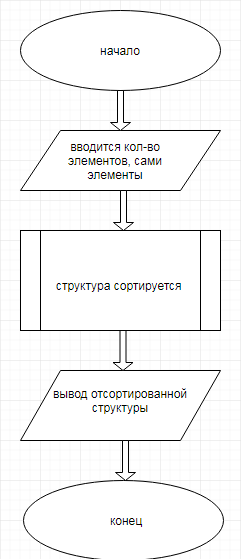 начало
вводится кол-во
элементов, сами
элементы
структура сортируется
вывод отсортированной
структуры
конец